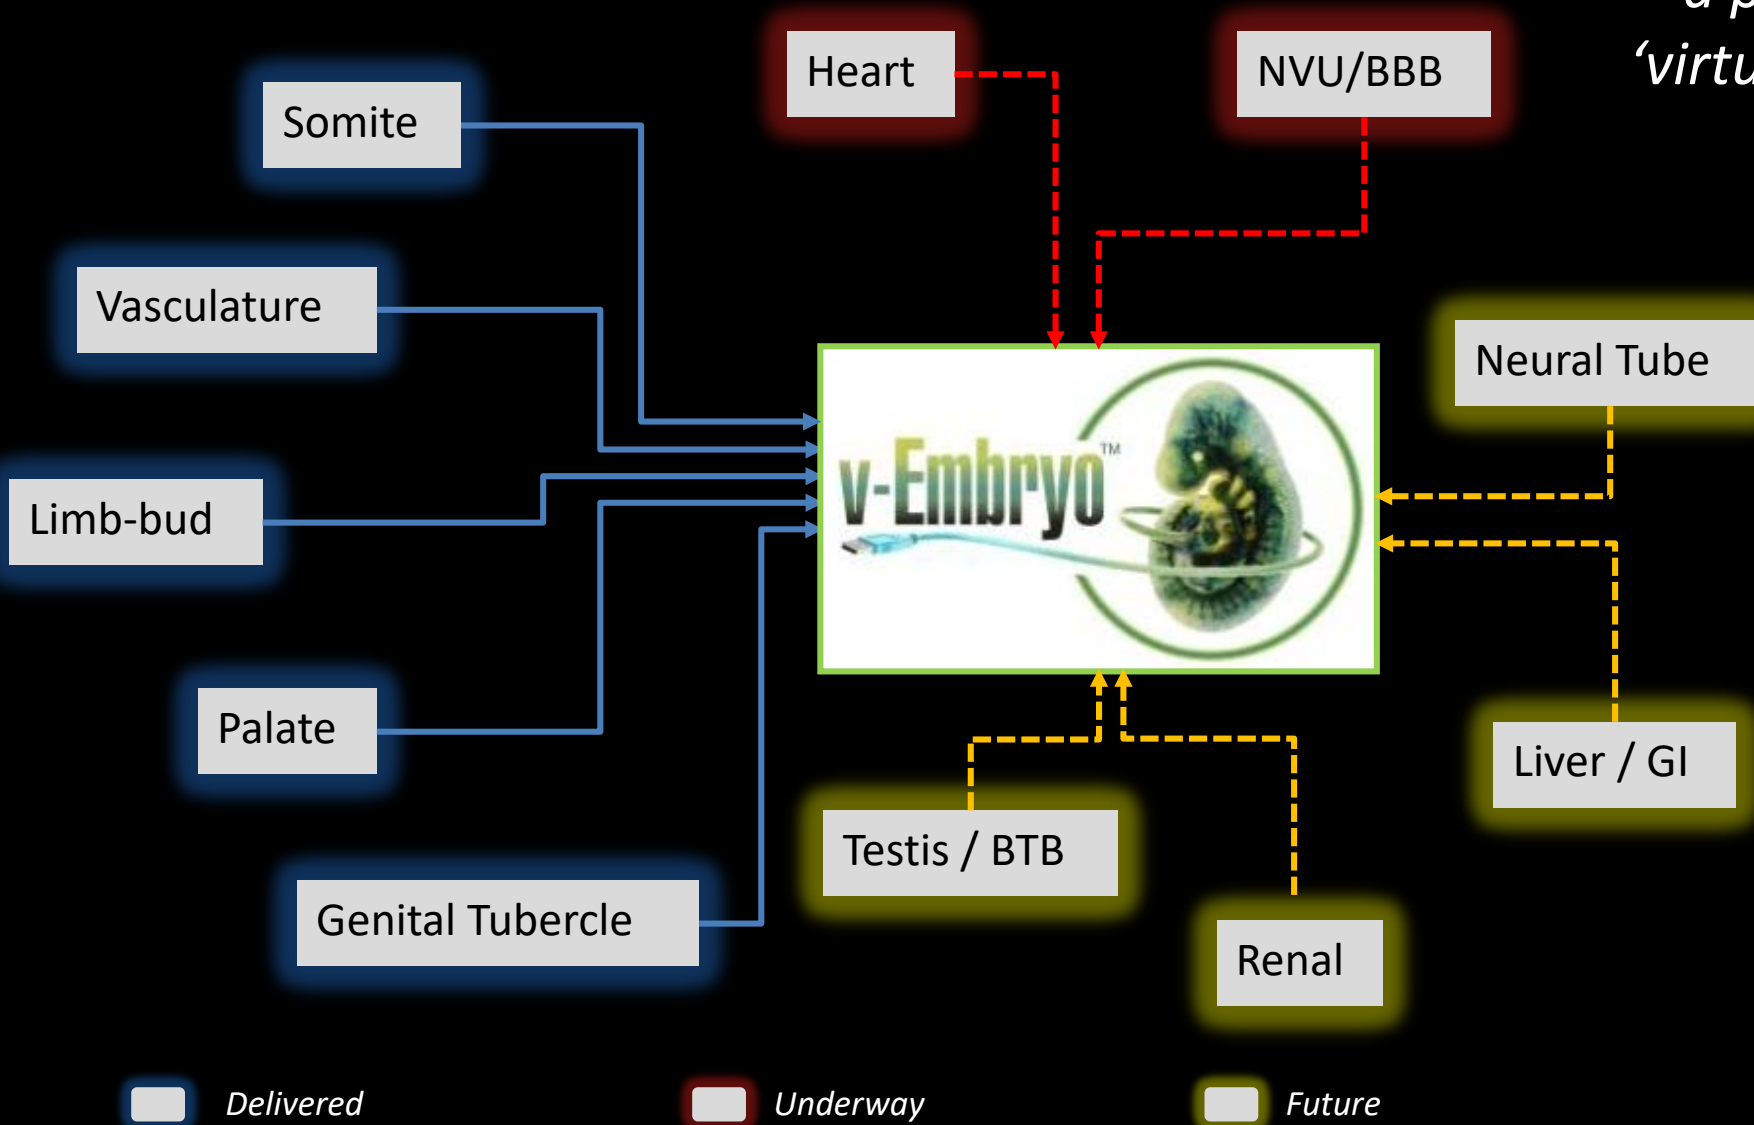 Heart
NVU/BBB
‘virtu
Somite
Vasculature
Neural Tube
v-Embryo™
Limb-bud
Palate
Liver / GI
Testis / BTB
Genital Tubercle
Renal
Delivered
Underway
Future